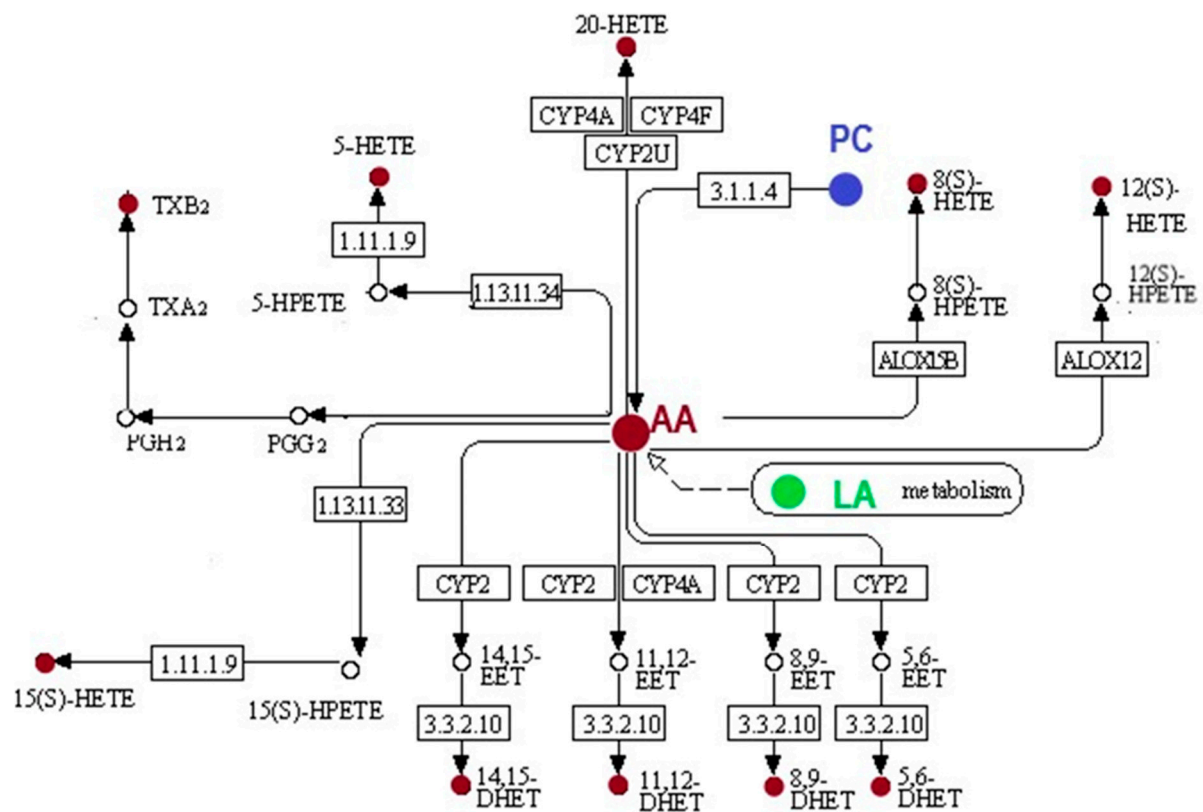 20-HETE
CYP4A
CYP4F
CYP2U
5-HETE
PC
3.1.1.4
8(S)-
HETE
12(S)-
HETE
TXB2
1.11.1.9
TXA2
5-HPETE
1.13.11.34
8(S)-
HPETE
12(S)-
HPETE
ALOX15B
ALOX12
PGH2
PGG2
AA
LA
metabolism
1.13.11.33
CYP2
CYP2
CYP4A
CYP2
CYP2
1.11.1.9
15(S)-HETE
15(S)-HPETE
14,15-
EET
11,12-
EET
8,9-
EET
5,6-
EET
3.3.2.10
3.3.2.10
3.3.2.10
3.3.2.10
14,15-
DHET
11,12-
DHET
8,9-
DHET
5,6-
DHET